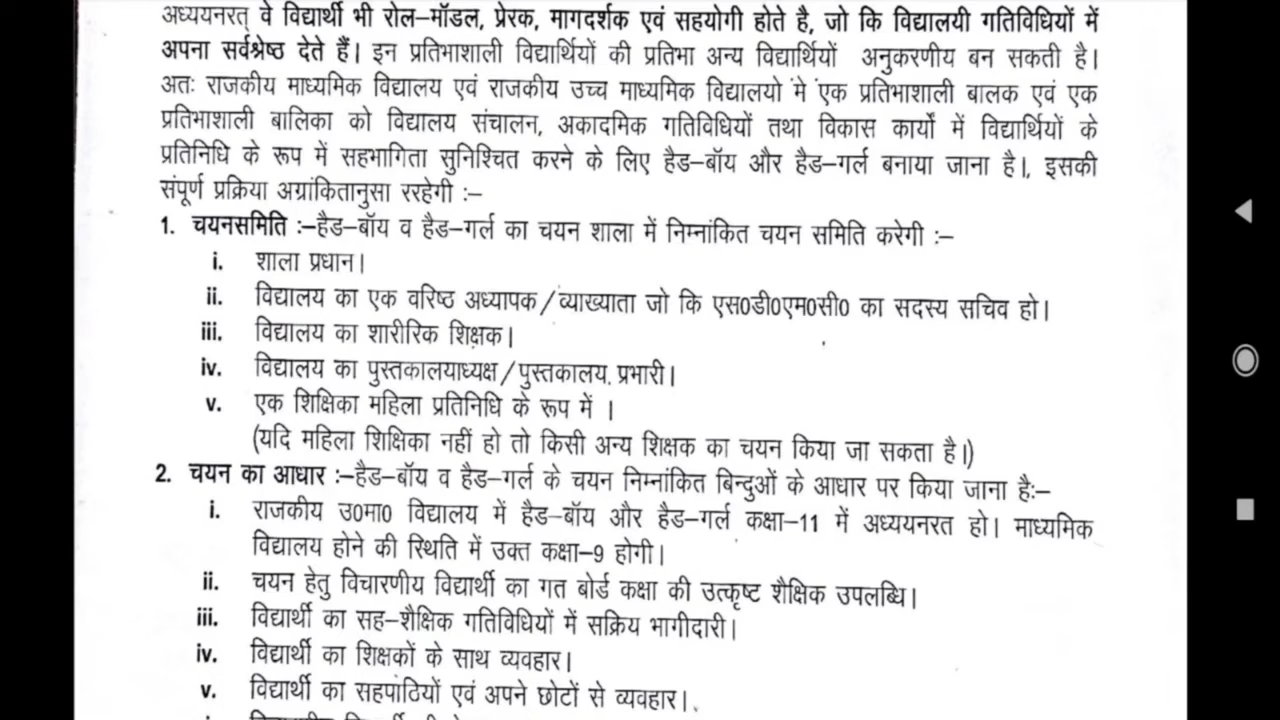 अध्ययनरत् वे विद्यार्थी भी रोल–मॉडल, प्रेरक, मागदर्शक एवं सहयोगी होते है, जो कि विद्यालयी गतिविधियों में
अपना सर्वश्रेष्ठ देते हैं। इन प्रतिभाशाली विद्यार्थियों की प्रतिभा अन्य विद्यार्थियों अनुकरणीय बन सकती है।
अतः राजकीय माध्यमिक विद्यालय एवं राजकीय उच्च माध्यमिक विद्यालयो मे एक प्रतिभाशाली बालक एवं एक
प्रतिभाशाली बालिका को विद्यालय संचालन, अकादमिक गतिविधियों तथा विकास कार्यों में विद्यार्थियों के
प्रतिनिधि के रूप में सहभागिता सुनिश्चित करने के लिए हैड–बॉय और हैड–गर्ल बनाया जाना है।, इसकी
संपूर्ण प्रक्रिया अग्रांकितानुसा ररहेगी :–
1. चयनसमिति :–हैड–बॉय व हैड–गर्ल का चयन शाला में निम्नांकित चयन समिति करेगी :–
i. शाला प्रधान।
ii. विद्यालय का एक वरिष्ठ अध्यापक/व्याख्याता जो कि एस0डी0एम0सी0 का सदस्य सचिव हो।
iii. विद्यालय का शारीरिक शिक्षक।
iv. विद्यालय का पुस्तकालयाध्यक्ष/पुस्तकालय प्रभारी।
v. एक शिक्षिका महिला प्रतिनिधि के रूप में ।
(यदि महिला शिक्षिका नहीं हो तो किसी अन्य शिक्षक का चयन किया जा सकता है।)
2. चयन का आधार :–हैड–बॉय व हैड–गर्ल के चयन निम्नांकित बिन्दुओं के आधार पर किया जाना है:–
i. राजकीय उ0मा0 विद्यालय में हैड–बॉय और हैड–गर्ल कक्षा–11 में अध्ययनरत हो। माध्यमिक
विद्यालय होने की स्थिति में उक्त कक्षा–9 होगी।
ii. चयन हेतु विचारणीय विद्यार्थी का गत बोर्ड कक्षा की उत्कृष्ट शैक्षिक उपलब्धि।
iii. विद्यार्थी का सह–शैक्षिक गतिविधियों में सक्रिय भागीदारी।
iv. विद्यार्थी का शिक्षकों के साथ व्यवहार।
v. विद्यार्थी का सहपाठियों एवं अपने छोटों से व्यवहार।